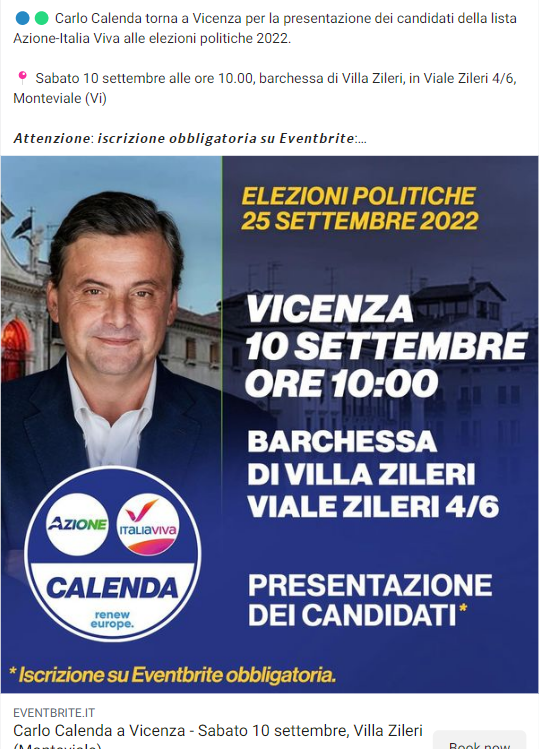 Carlo Calenda torna a Vicenza per la presentazione dei candidati della lista
Azione-Italia Viva alle elezioni politiche 2022.
Sabato 10 settembre alle ore 10.00, barchessa di Villa Zileri, in Viale Zileri 4/6,
Monteviale (Vi)
Attenzione: iscrizione obbligatoria su Eventbrite:...
ELEZIONI POLITICHE
25 SETTEMBRE 2022
VICENZA
10 SETTEMBRE
ORE 10:00
BARCHESSA
DI VILLA ZILERI
VIALE ZILERI 4/6
AZIONE
ITALIAVIVA
CALENDA
renew
europe.
PRESENTAZIONE
DEI CANDIDATI*
*Iscrizione su Eventbrite obbligatoria.
EVENTBRITE.IT
Carlo Calenda a Vicenza - Sabato 10 settembre, Villa Zileri
(Monteviale)
Book now